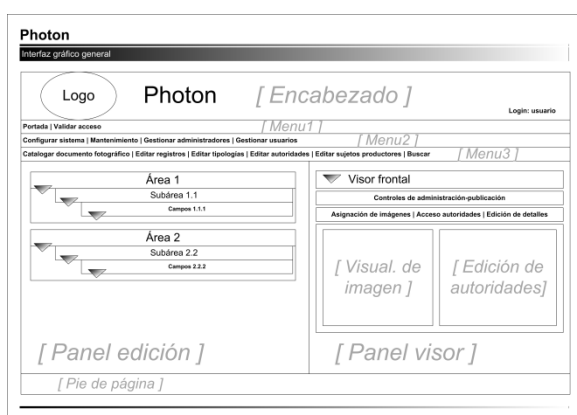 Photon
Interfaz gráfico general
Logo
Photon
[ Encabezado ]
Login: usuario
Portada | Validar acceso
[ Menu1 ]
Configurar sistema | Mantenimiento | Gestionar administradores | Gestionar usuarios
[ Menu2 ]
Catalogar documento fotográfico | Editar registros | Editar tipologías | Editar autoridades | Editar sujetos productores | Buscar
[ Menu3 ]
Área 1
Subárea 1.1
Campos 1.1.1
Área 2
Subárea 2.2
Campos 2.2.2
[ Panel edición ]
Visor frontal
Controles de administración-publicación
Asignación de imágenes | Acceso autoridades | Edición de detalles
[ Visual. de
imagen ]
[ Edición de
autoridades]
[ Panel visor ]
[ Pie de página ]